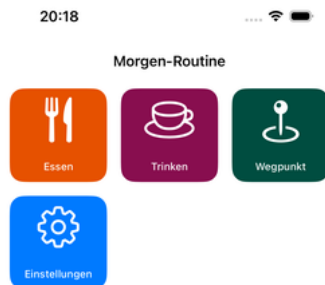 20:18
Morgen-Routine
Essen
Trinken
Wegpunkt
Einstellungen